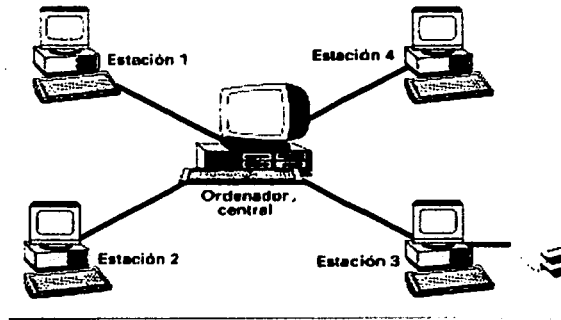 Estación 1
Estación 4
Ordenador,
central
Estación 2
Estación 3